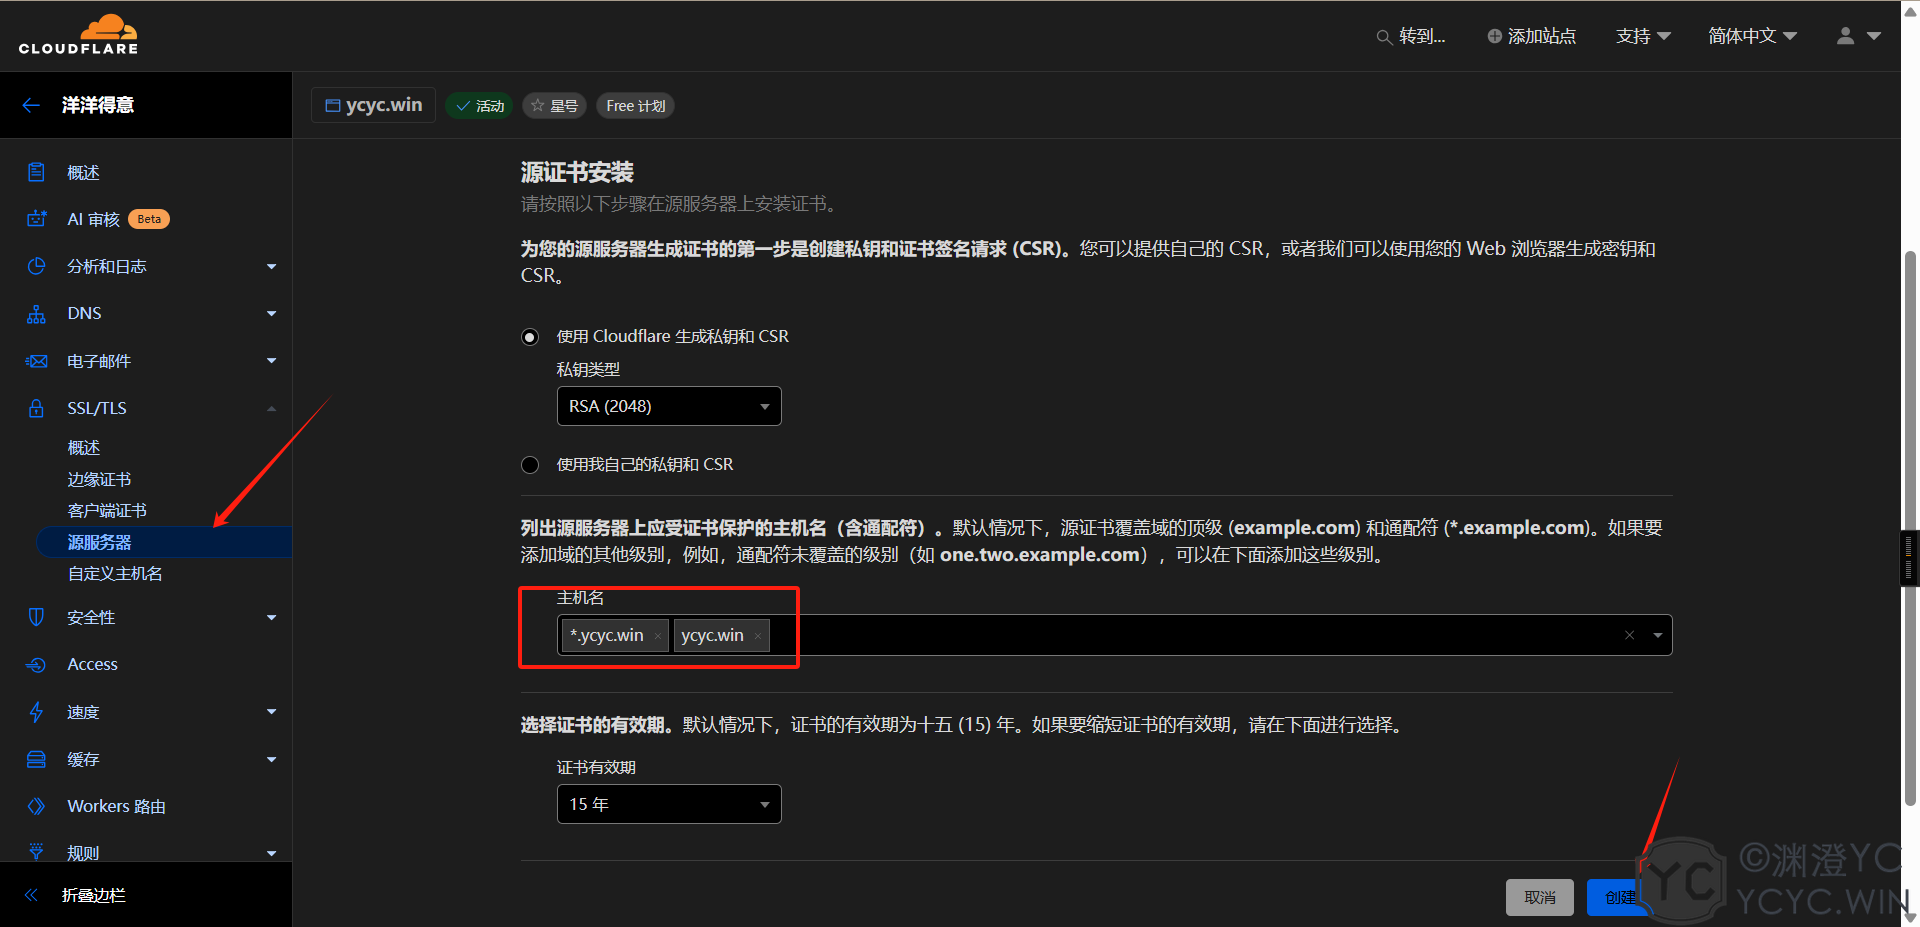 CLOUDFLARE
转到...
添加站点
支持
简体中文
洋洋得意
ycyc.win
活动
星号
Free 计划
概述
AI 审核 Beta
分析和日志
DNS
电子邮件
SSL/TLS
概述
边缘证书
客户端证书
源服务器
自定义主机名
安全性
Access
速度
缓存
Workers 路由
规则
折叠边栏
源证书安装
请按照以下步骤在源服务器上安装证书。
为您的源服务器生成证书的第一步是创建私钥和证书签名请求 (CSR)。您可以提供自己的 CSR，或者我们可以使用您的 Web 浏览器生成密钥和
CSR。
使用 Cloudflare 生成私钥和 CSR
私钥类型
RSA (2048)
使用我自己的私钥和 CSR
列出源服务器上应受证书保护的主机名（含通配符）。默认情况下，源证书覆盖域的顶级 (example.com) 和通配符 (*.example.com)。如果要
添加域的其他级别，例如，通配符未覆盖的级别（如 one.two.example.com），可以在下面添加这些级别。
主机名
*.ycyc.win × ycyc.win ×
选择证书的有效期。默认情况下，证书的有效期为十五 (15) 年。如果要缩短证书的有效期，请在下面进行选择。
证书有效期
15 年
取消
创建
YC
©渊澄YC
YCYC.WIN